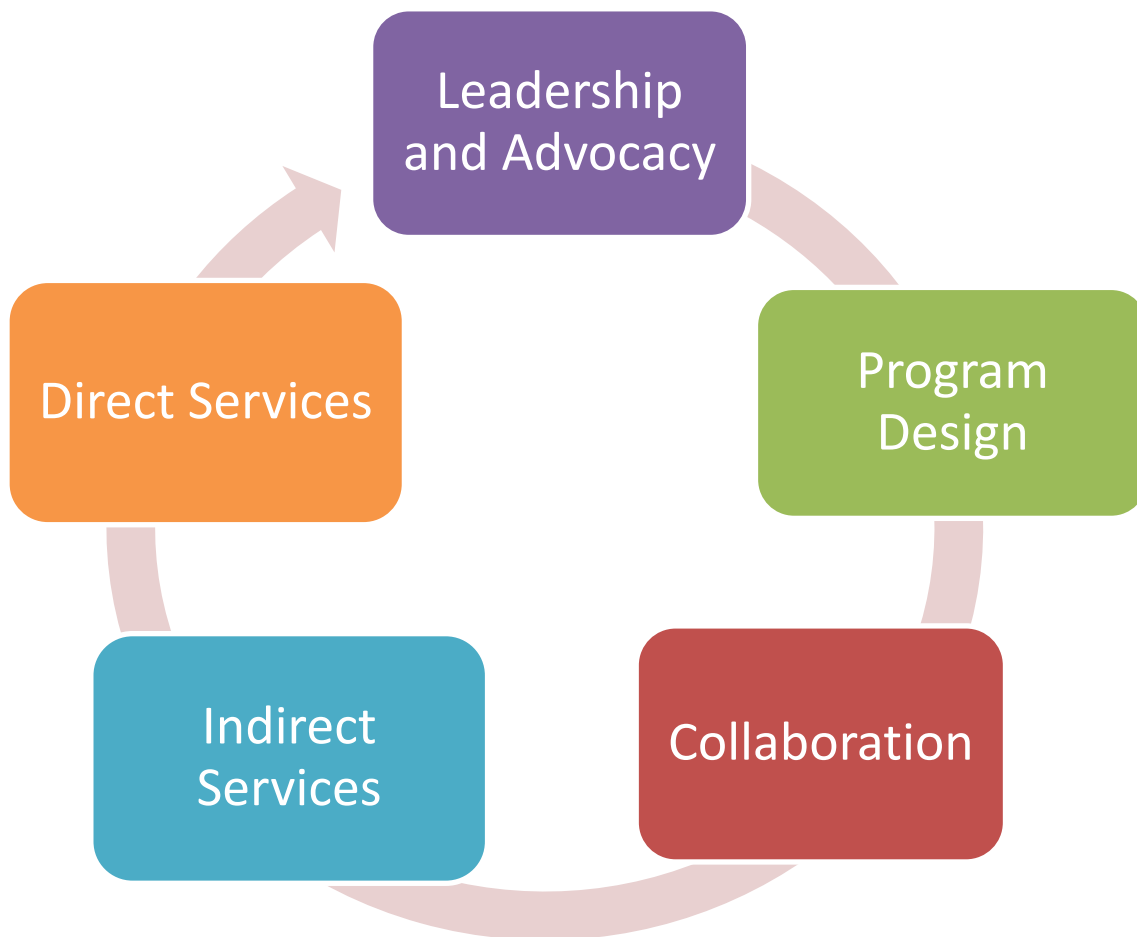 Leadership
and Advocacy
Program
Design
Collaboration
Indirect
Services
Direct Services